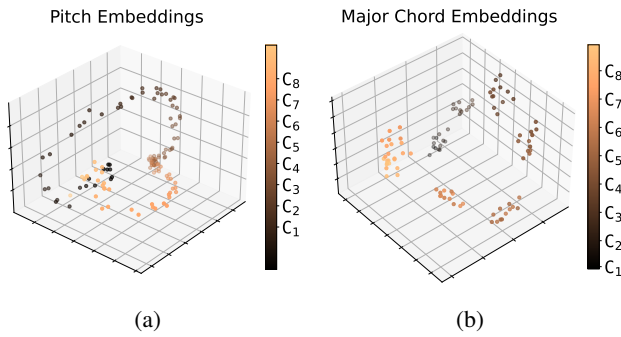 Pitch Embeddings
C₈
C₇
C₆
C₅
C₄
C₃
C₂
C₁
(a)
Major Chord Embeddings
C₈
C₇
C₆
C₅
C₄
C₃
C₂
C₁
(b)